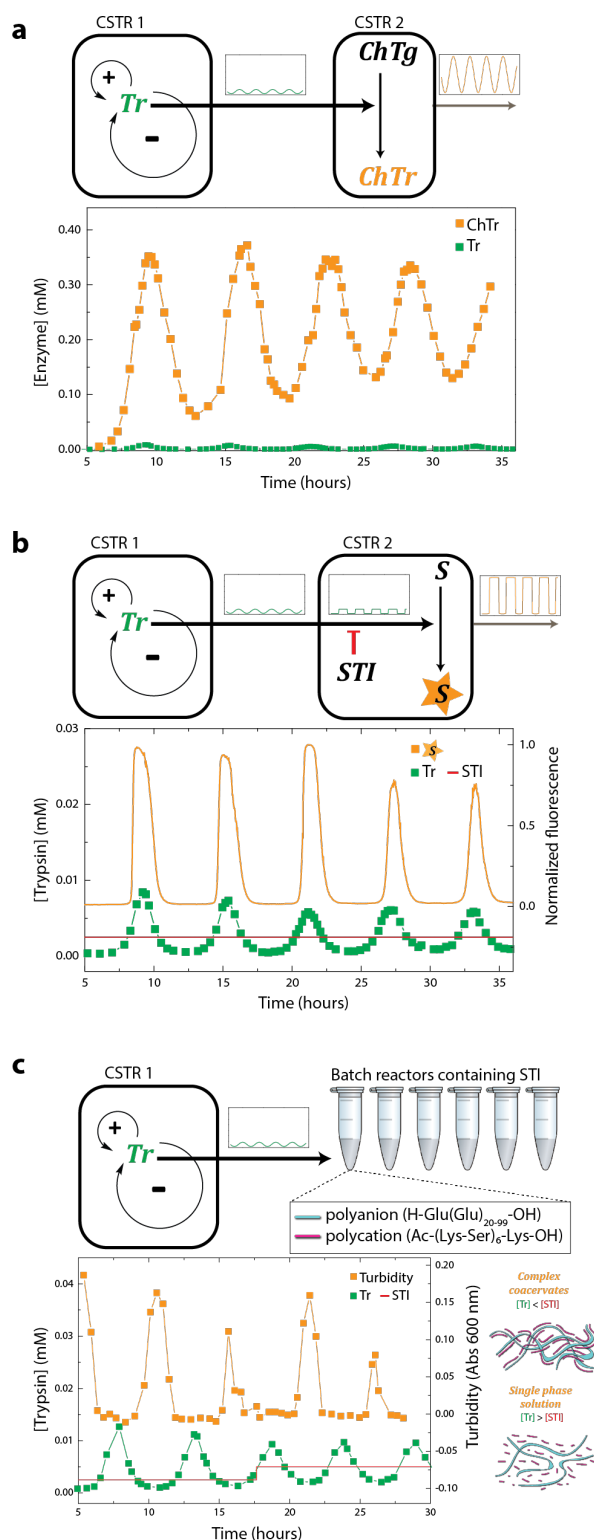 a
CSTR 1
CSTR 2
+
Tr
-
ChTg
ChTr
ChTr
Tr
[Enzyme] (mM)
0.40
0.30
0.20
0.10
0.00
5 10 15 20 25 30 35
Time (hours)
b
CSTR 1
CSTR 2
+
Tr
-
STI
S
S
S
Tr STI
[Trypsin] (mM)
0.03
0.02
0.01
0.00
Normalized fluorescence
1.0
0.5
0.0
5 10 15 20 25 30 35
Time (hours)
c
CSTR 1
Batch reactors containing STI
+
Tr
-
polyanion (H-Glu(Glu)20-99-OH)
polycation (Ac-(Lys-Ser)6-Lys-OH)
Turbidity
Tr STI
[Trypsin] (mM)
0.04
0.03
0.02
0.01
0.00
Turbidity (Abs 600 nm)
0.20
0.15
0.10
0.05
0.00
-0.05
-0.10
5 10 15 20 25 30
Time (hours)
Complex
coacervates
[Tr] < [STI]
Single phase
solution
[Tr] > [STI]